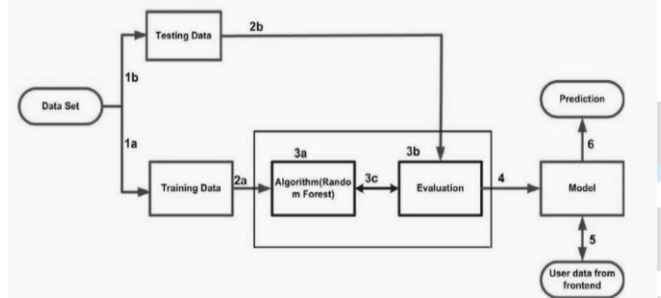 Testing Data
2b
1b
Data Set
Prediction
1a
3a
3b
6
Training Data
2a
Algorithm(Rando
m Forest)
3c
Evaluation
4
Model
5
User data from
frontend